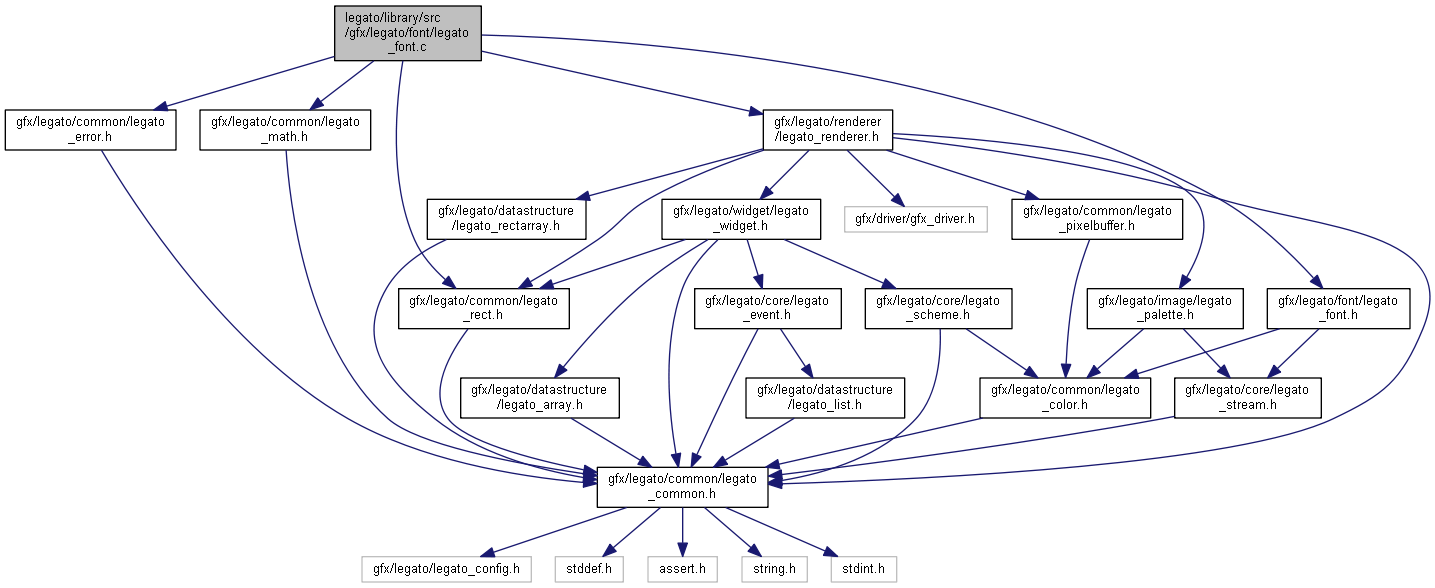 legato/library/src
/gfx/legato/font/legato
_font.c
gfx/legato/common/legato
_error.h
gfx/legato/common/legato
_math.h
gfx/legato/renderer
/legato_renderer.h
gfx/legato/datastructure
/legato_rectarray.h
gfx/legato/widget/legato
_widget.h
gfx/driver/gfx_driver.h
gfx/legato/common/legato
_pixelbuffer.h
gfx/legato/common/legato
_rect.h
gfx/legato/core/legato
_event.h
gfx/legato/core/legato
_scheme.h
gfx/legato/image/legato
_palette.h
gfx/legato/font/legato
_font.h
gfx/legato/datastructure
/legato_array.h
gfx/legato/datastructure
/legato_list.h
gfx/legato/common/legato
_color.h
gfx/legato/core/legato
_stream.h
gfx/legato/common/legato
_common.h
gfx/legato/legato_config.h
stddef.h
assert.h
string.h
stdint.h